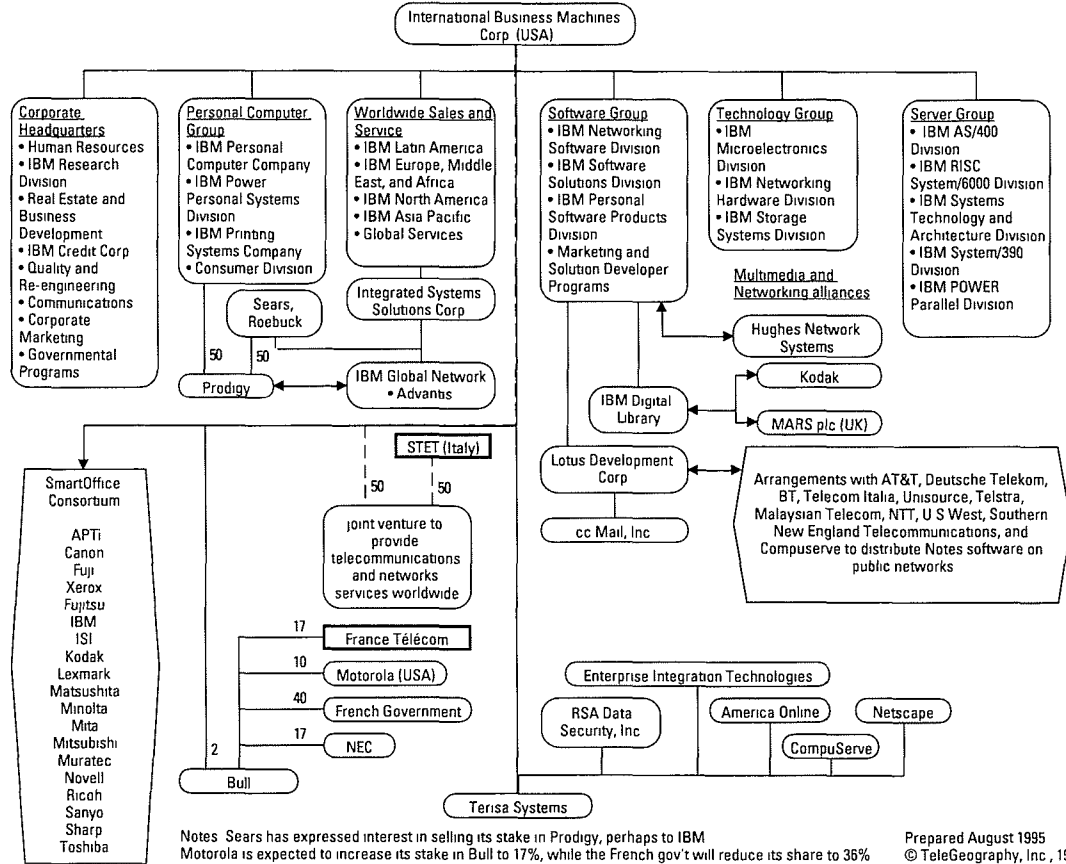 International Business Machines
Corp (USA)
Corporate
Headquarters
• Human Resources
• IBM Research
Division
• Real Estate and
Business
Development
• IBM Credit Corp
• Quality and
Re-engineering
• Communications
• Corporate
Marketing
• Governmental
Programs
Personal Computer
Group
• IBM Personal
Computer Company
• IBM Power
Personal Systems
Division
• IBM Printing
Systems Company
• Consumer Division
Worldwide Sales and
Service
• IBM Latin America
• IBM Europe, Middle
East, and Africa
• IBM North America
• IBM Asia Pacific
• Global Services
Software Group
• IBM Networking
Software Division
• IBM Software
Solutions Division
• IBM Personal
Software Products
Division
• Marketing and
Solution Developer
Programs
Technology Group
• IBM
Microelectronics
Division
• IBM Networking
Hardware Division
• IBM Storage
Systems Division
Server Group
• IBM AS/400
Division
• IBM RISC
System/6000 Division
• IBM Systems
Technology and
Architecture Division
• IBM System/390
Division
• IBM POWER
Parallel Division
Multimedia and
Networking alliances
Sears,
Roebuck
Integrated Systems
Solutions Corp
50
50
Prodigy
IBM Global Network
• Advantis
Hughes Network
Systems
Kodak
IBM Digital
Library
MARS plc (UK)
STET (Italy)
50
50
joint venture to
provide
telecommunications
and networks
services worldwide
Lotus Development
Corp
cc Mail, Inc
Arrangements with AT&T, Deutsche Telekom,
BT, Telecom Italia, Unisource, Telstra,
Malaysian Telecom, NTT, U S West, Southern
New England Telecommunications, and
Compuserve to distribute Notes software on
public networks
SmartOffice
Consortium
APTi
Canon
Fuji
Xerox
Fujitsu
IBM
ISI
Kodak
Lexmark
Matsushita
Minolta
Mita
Mitsubishi
Muratec
Novell
Ricoh
Sanyo
Sharp
Toshiba
17
France Télécom
10
Motorola (USA)
40
French Government
17
NEC
2
Bull
Enterprise Integration Technologies
RSA Data
Security, Inc
America Online
Netscape
CompuServe
Terisa Systems
Notes Sears has expressed interest in selling its stake in Prodigy, perhaps to IBM
Motorola is expected to increase its stake in Bull to 17%, while the French gov't will reduce its share to 36%
Prepared August 1995
© TeleGeography, Inc,